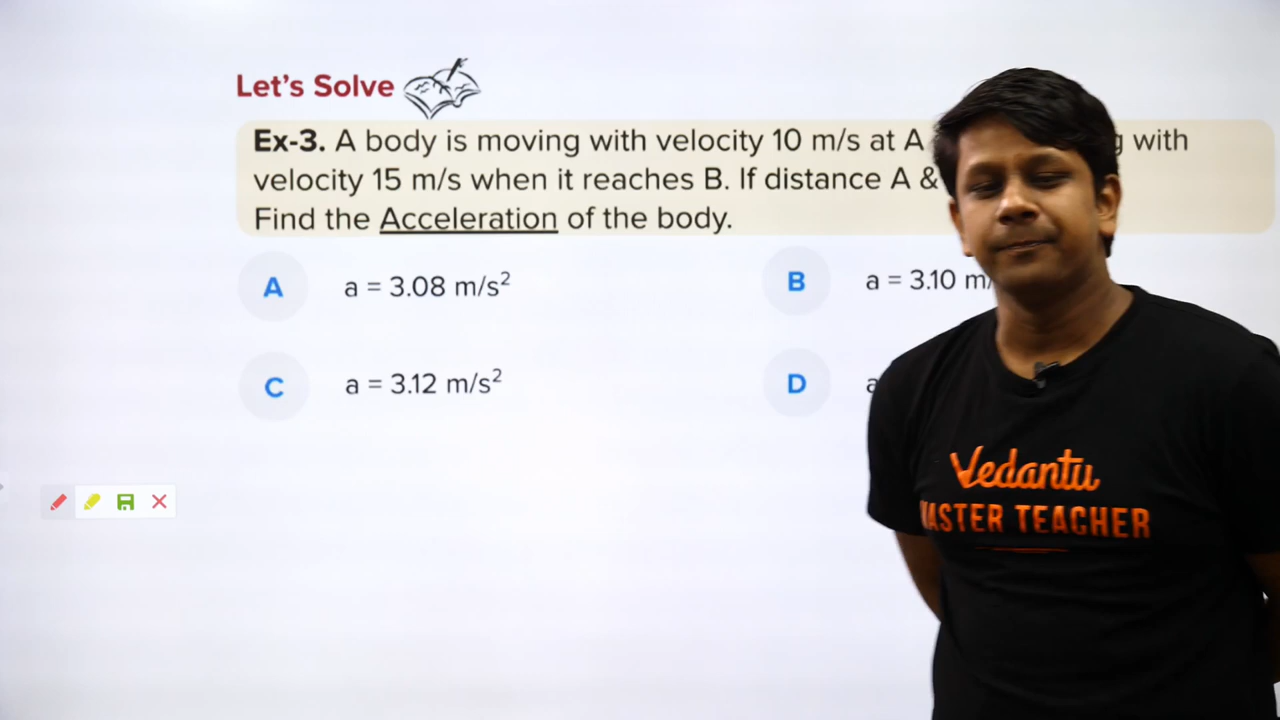 Let's Solve
Ex-3. A body is moving with velocity 10 m/s at A with
velocity 15 m/s when it reaches B. If distance A &
Find the Acceleration of the body.
A a = 3.08 m/s² B a = 3.10 m/
C a = 3.12 m/s² D a
Vedantu
MASTER TEACHER